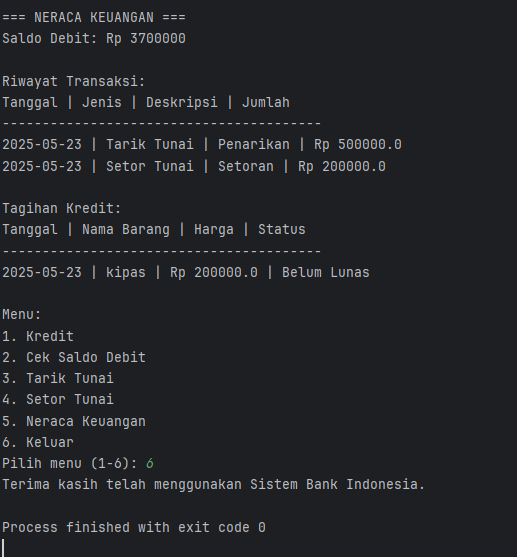 === NERACA KEUANGAN ===
Saldo Debit: Rp 3700000
Riwayat Transaksi:
Tanggal | Jenis | Deskripsi | Jumlah
----------------------------------------
2025-05-23 | Tarik Tunai | Penarikan | Rp 500000.0
2025-05-23 | Setor Tunai | Setoran | Rp 200000.0
Tagihan Kredit:
Tanggal | Nama Barang | Harga | Status
----------------------------------------
2025-05-23 | kipas | Rp 200000.0 | Belum Lunas
Menu:
1. Kredit
2. Cek Saldo Debit
3. Tarik Tunai
4. Setor Tunai
5. Neraca Keuangan
6. Keluar
Pilih menu (1-6): 6
Terima kasih telah menggunakan Sistem Bank Indonesia.
Process finished with exit code 0